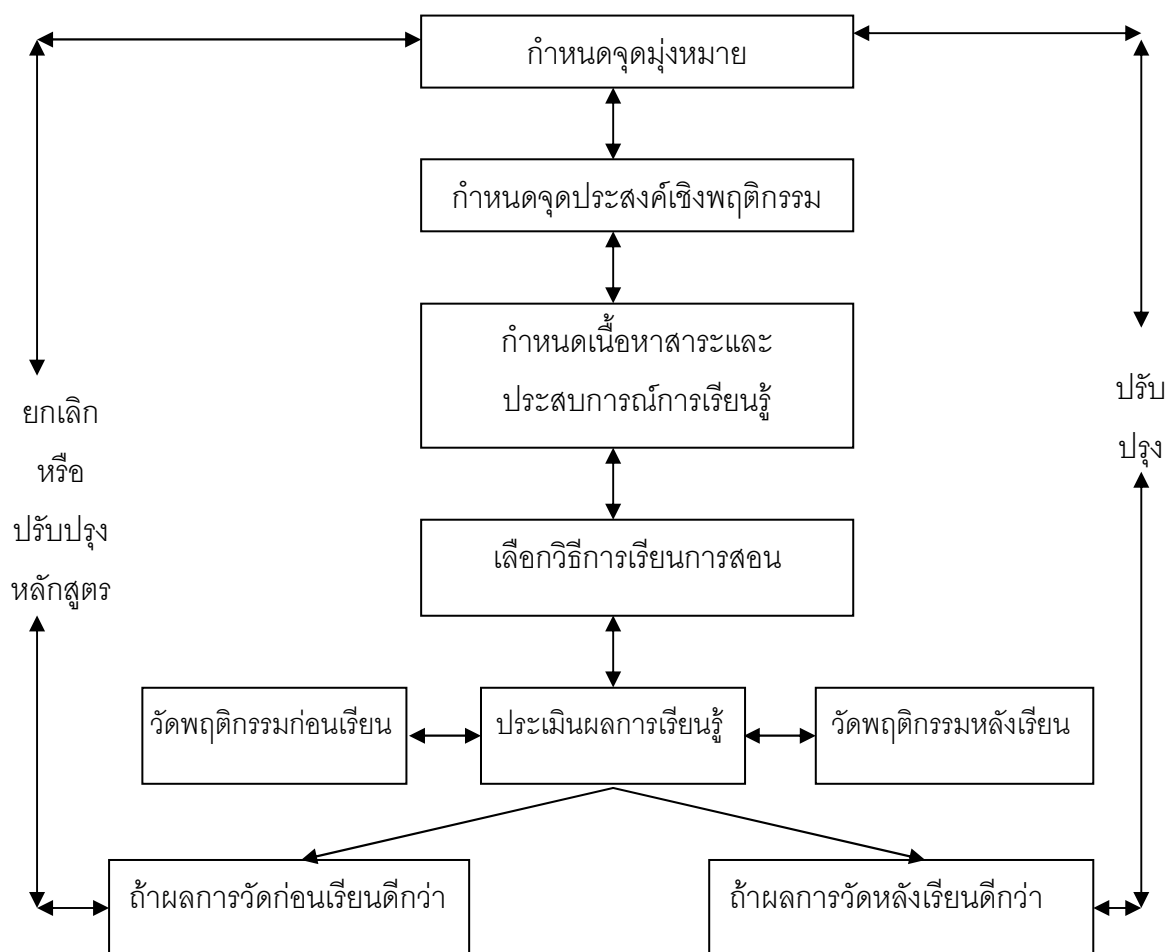 กำหนดจุดมุ่งหมาย
กำหนดจุดประสงค์เชิงพฤติกรรม
กำหนดเนื้อหาสาระและ
ประสบการณ์การเรียนรู้
ยกเลิก
หรือ
ปรับปรุง
หลักสูตร
ปรับ
ปรุง
เลือกวิธีการเรียนการสอน
วัดพฤติกรรมก่อนเรียน
ประเมินผลการเรียนรู้
วัดพฤติกรรมหลังเรียน
ถ้าผลการวัดก่อนเรียนดีกว่า
ถ้าผลการวัดหลังเรียนดีกว่า